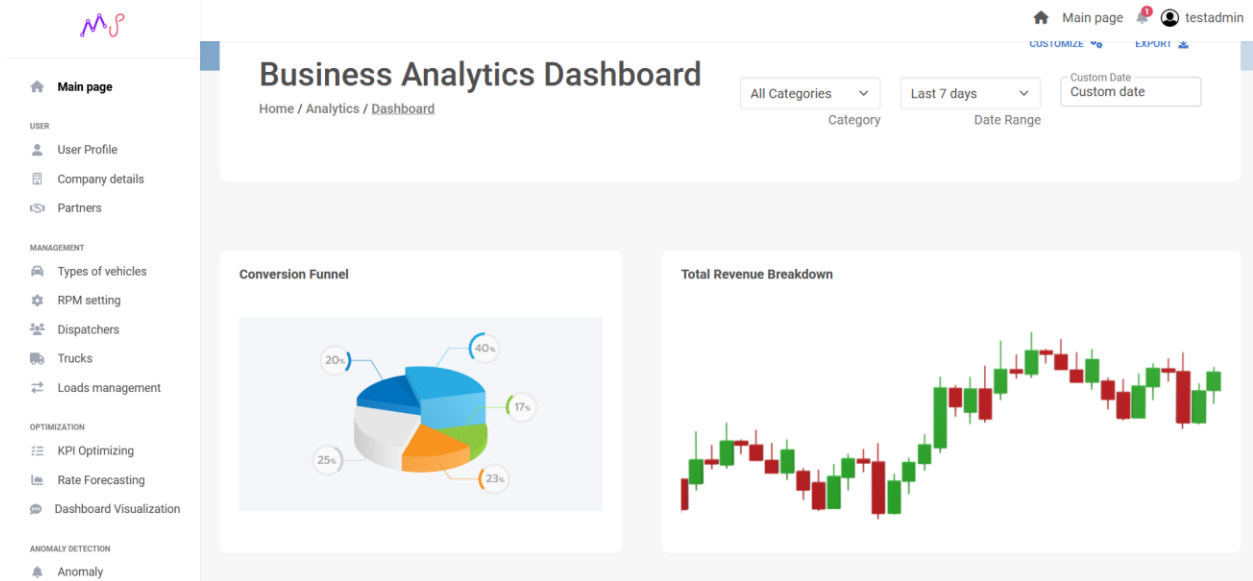 Main page
testadmin
1
CUSTOMIZE
EXPORT
Business Analytics Dashboard
Home / Analytics / Dashboard
All Categories
Category
Last 7 days
Date Range
Custom Date
Custom date
Main page
USER
User Profile
Company details
Partners
MANAGEMENT
Types of vehicles
RPM setting
Dispatchers
Trucks
Loads management
OPTIMIZATION
KPI Optimizing
Rate Forecasting
Dashboard Visualization
ANOMALY DETECTION
Anomaly
Conversion Funnel
20%
40%
17%
25%
23%
Total Revenue Breakdown